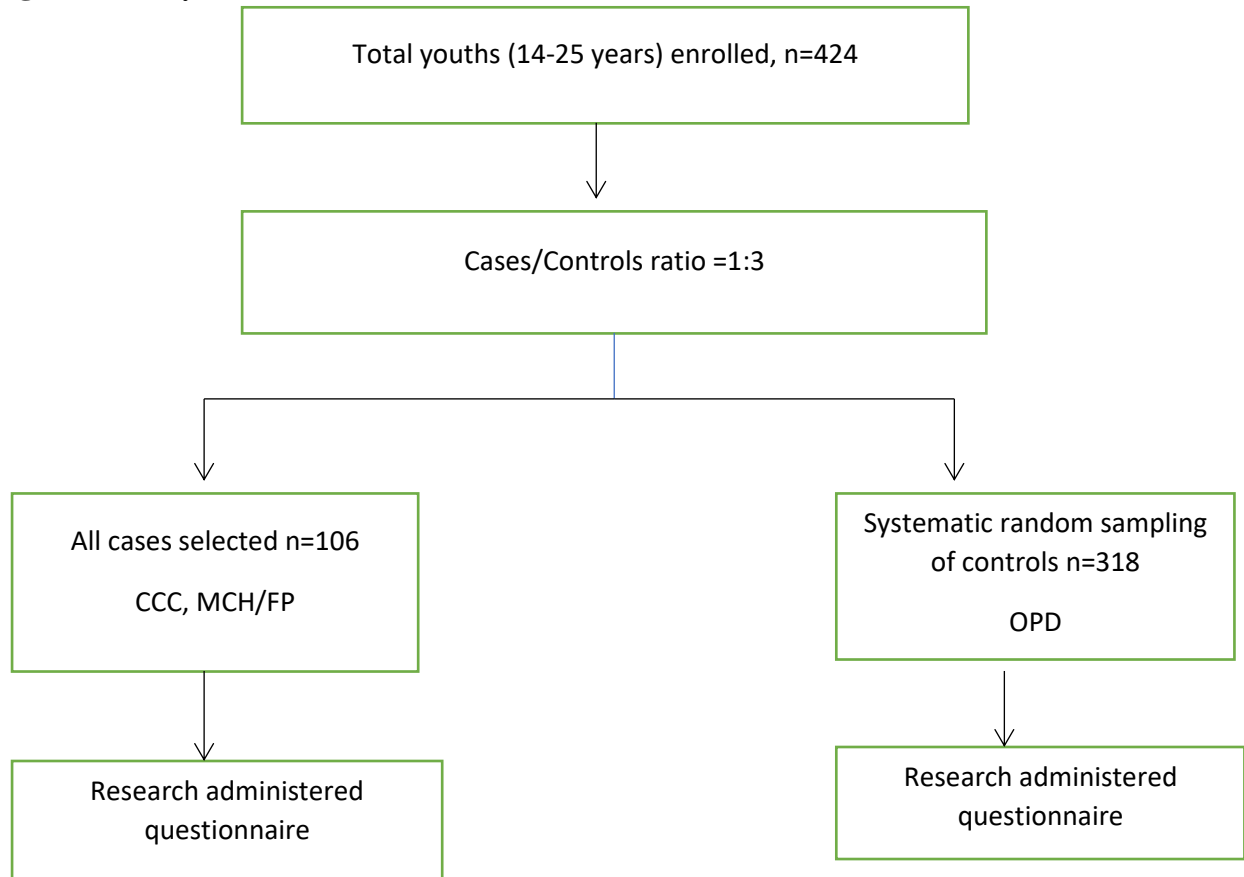 Total youths (14-25 years) enrolled, n=424
Cases/Controls ratio =1:3
All cases selected n=106
CCC, MCH/FP
Systematic random sampling
of controls n=318
OPD
Research administered
questionnaire
Research administered
questionnaire